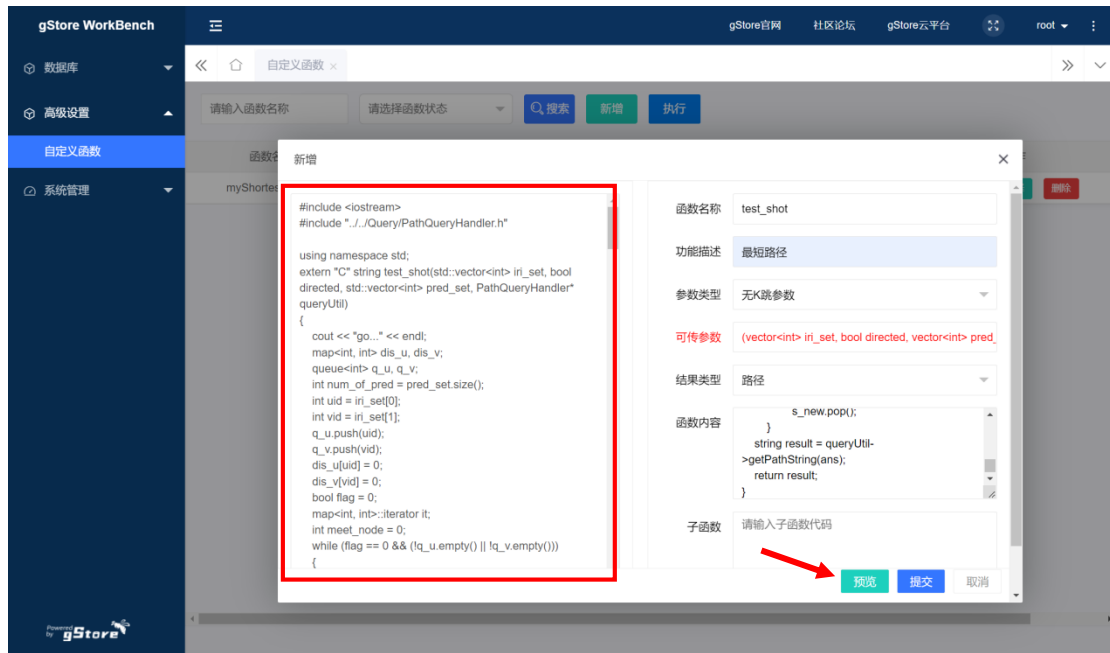 gStore WorkBench
gStore官网
社区论坛
gStore云平台
root
数据库
自定义函数
高级设置
请输入函数名称
请选择函数状态
搜索
新增
执行
自定义函数
函数名
新增
系统管理
myShortes
删除
#include <iostream>
#include "../../Query/PathQueryHandler.h"
using namespace std;
extern "C" string test_shot(std::vector<int> iri_set, bool
directed, std::vector<int> pred_set, PathQueryHandler*
queryUtil)
{
cout << "go..." << endl;
map<int, int> dis_u, dis_v;
queue<int> q_u, q_v;
int num_of_pred = pred_set.size();
int uid = iri_set[0];
int vid = iri_set[1];
q_u.push(uid);
q_v.push(vid);
dis_u[uid] = 0;
dis_v[vid] = 0;
bool flag = 0;
map<int, int>::iterator it;
int meet_node = 0;
while (flag == 0 && (!q_u.empty() || !q_v.empty()))
{
函数名称
test_shot
功能描述
最短路径
参数类型
无K跳参数
可传参数
(vector<int> iri_set, bool directed, vector<int> pred_
结果类型
路径
函数内容
s_new.pop();
}
string result = queryUtil-
>getPathString(ans);
return result;
}
子函数
请输入子函数代码
预览
提交
取消
Powered
by gStore